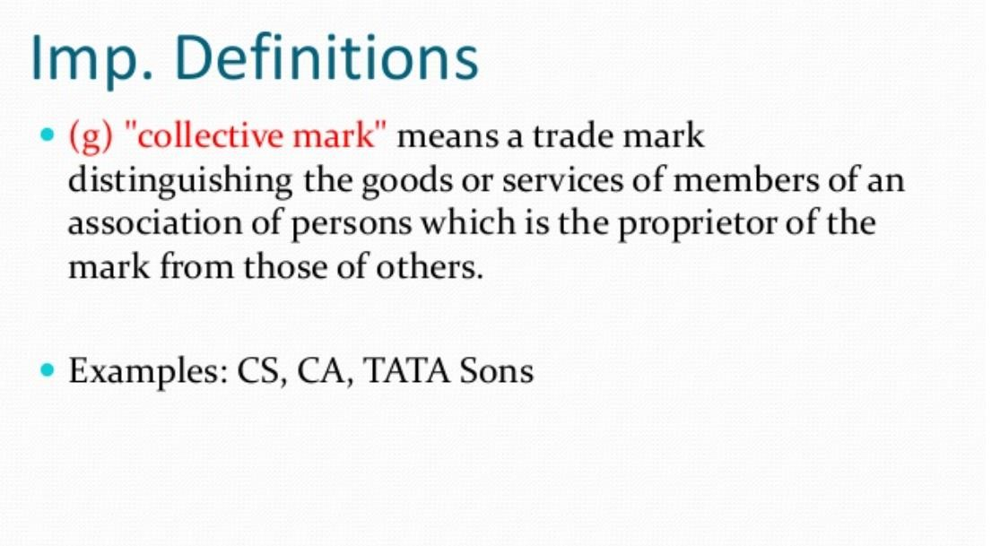 Imp. Definitions
• (g) "collective mark" means a trade mark
distinguishing the goods or services of members of an
association of persons which is the proprietor of the
mark from those of others.
• Examples: CS, CA, TATA Sons